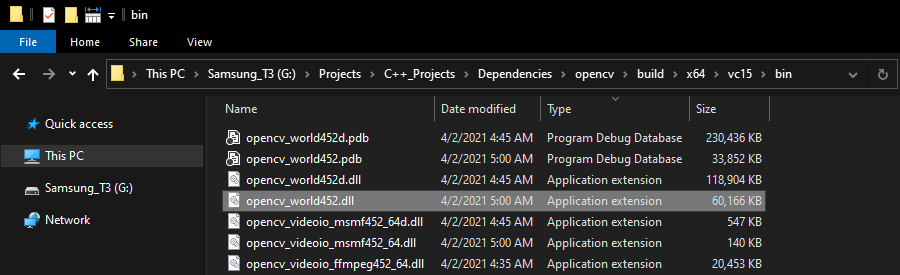 bin
File Home Share View
This PC Samsung_T3 (G:) Projects C++_Projects Dependencies opencv build x64 vc15 bin
Quick access
This PC
Samsung_T3 (G:)
Network
Name Date modified Type Size
opencv_world452d.pdb 4/2/2021 4:45 AM Program Debug Database 230,436 KB
opencv_world452.pdb 4/2/2021 5:00 AM Program Debug Database 33,852 KB
opencv_world452d.dll 4/2/2021 4:45 AM Application extension 118,904 KB
opencv_world452.dll 4/2/2021 5:00 AM Application extension 60,166 KB
opencv_videoio_msmf452_64d.dll 4/2/2021 4:45 AM Application extension 547 KB
opencv_videoio_msmf452_64.dll 4/2/2021 5:00 AM Application extension 140 KB
opencv_videoio_ffmpeg452_64.dll 4/2/2021 4:35 AM Application extension 20,453 KB